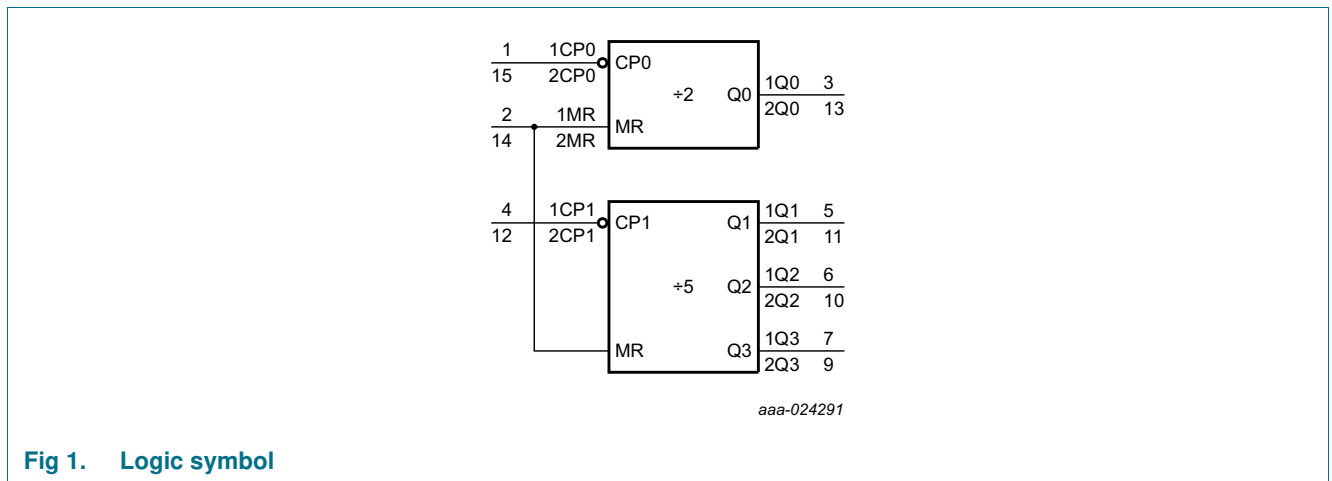 1 1CP0
15 2CP0
CP0
÷2 Q0
1Q0 3
2Q0 13
2 1MR
14 2MR
MR
4 1CP1
12 2CP1
CP1
Q1
1Q1 5
2Q1 11
÷5 Q2
1Q2 6
2Q2 10
MR
Q3
1Q3 7
2Q3 9
aaa-024291
Fig 1. Logic symbol